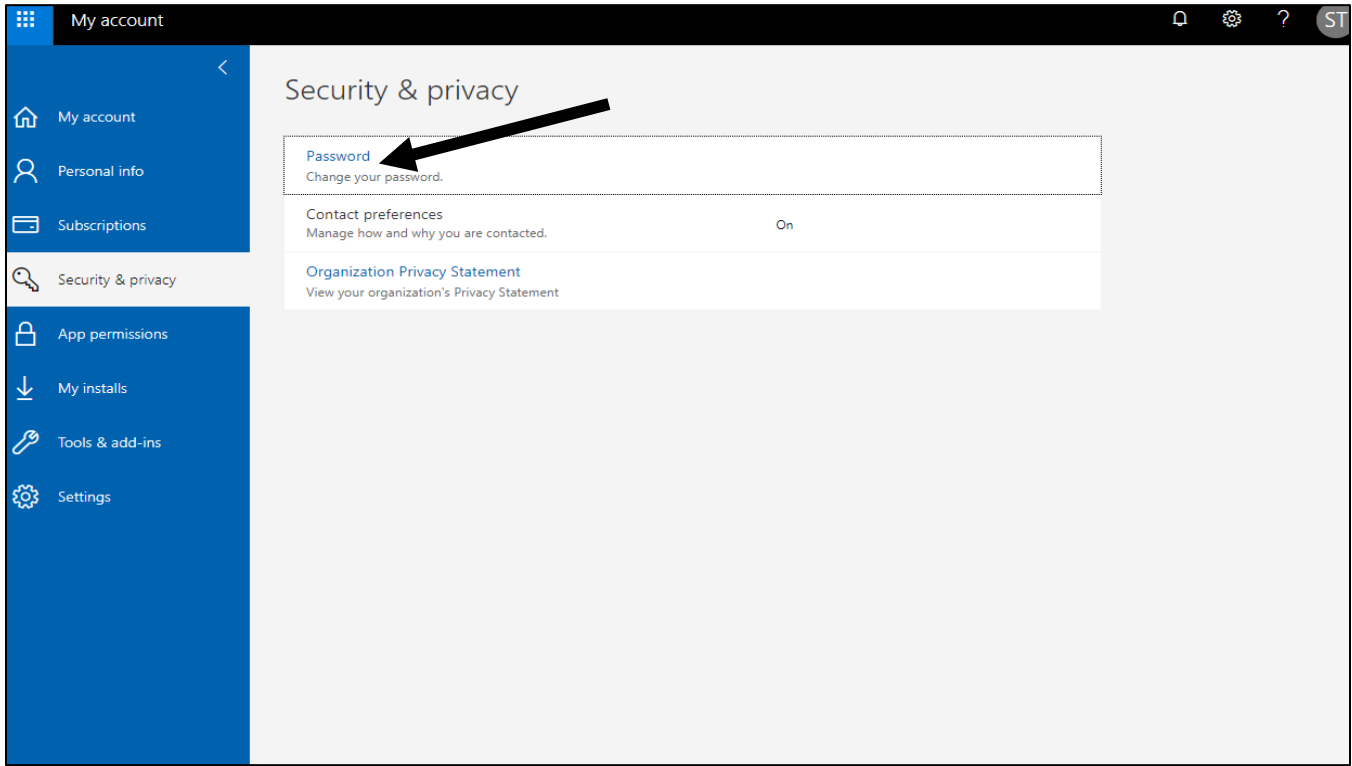 My account
?
ST
My account
Personal info
Subscriptions
Security & privacy
App permissions
My installs
Tools & add-ins
Settings
Security & privacy
Password
Change your password.
Contact preferences
Manage how and why you are contacted.
On
Organization Privacy Statement
View your organization's Privacy Statement